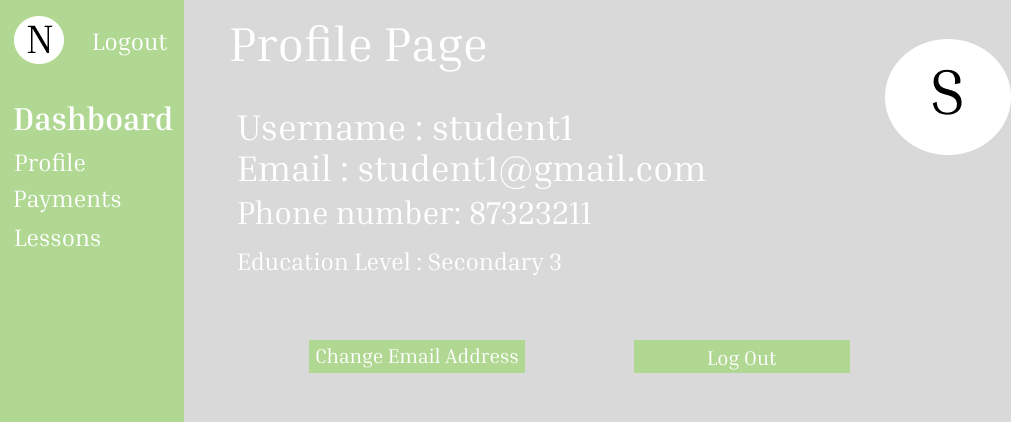 N
Logout
Dashboard
Profile
Payments
Lessons
Profile Page
S
Username : student1
Email : student1@gmail.com
Phone number: 87323211
Education Level : Secondary 3
Change Email Address
Log Out